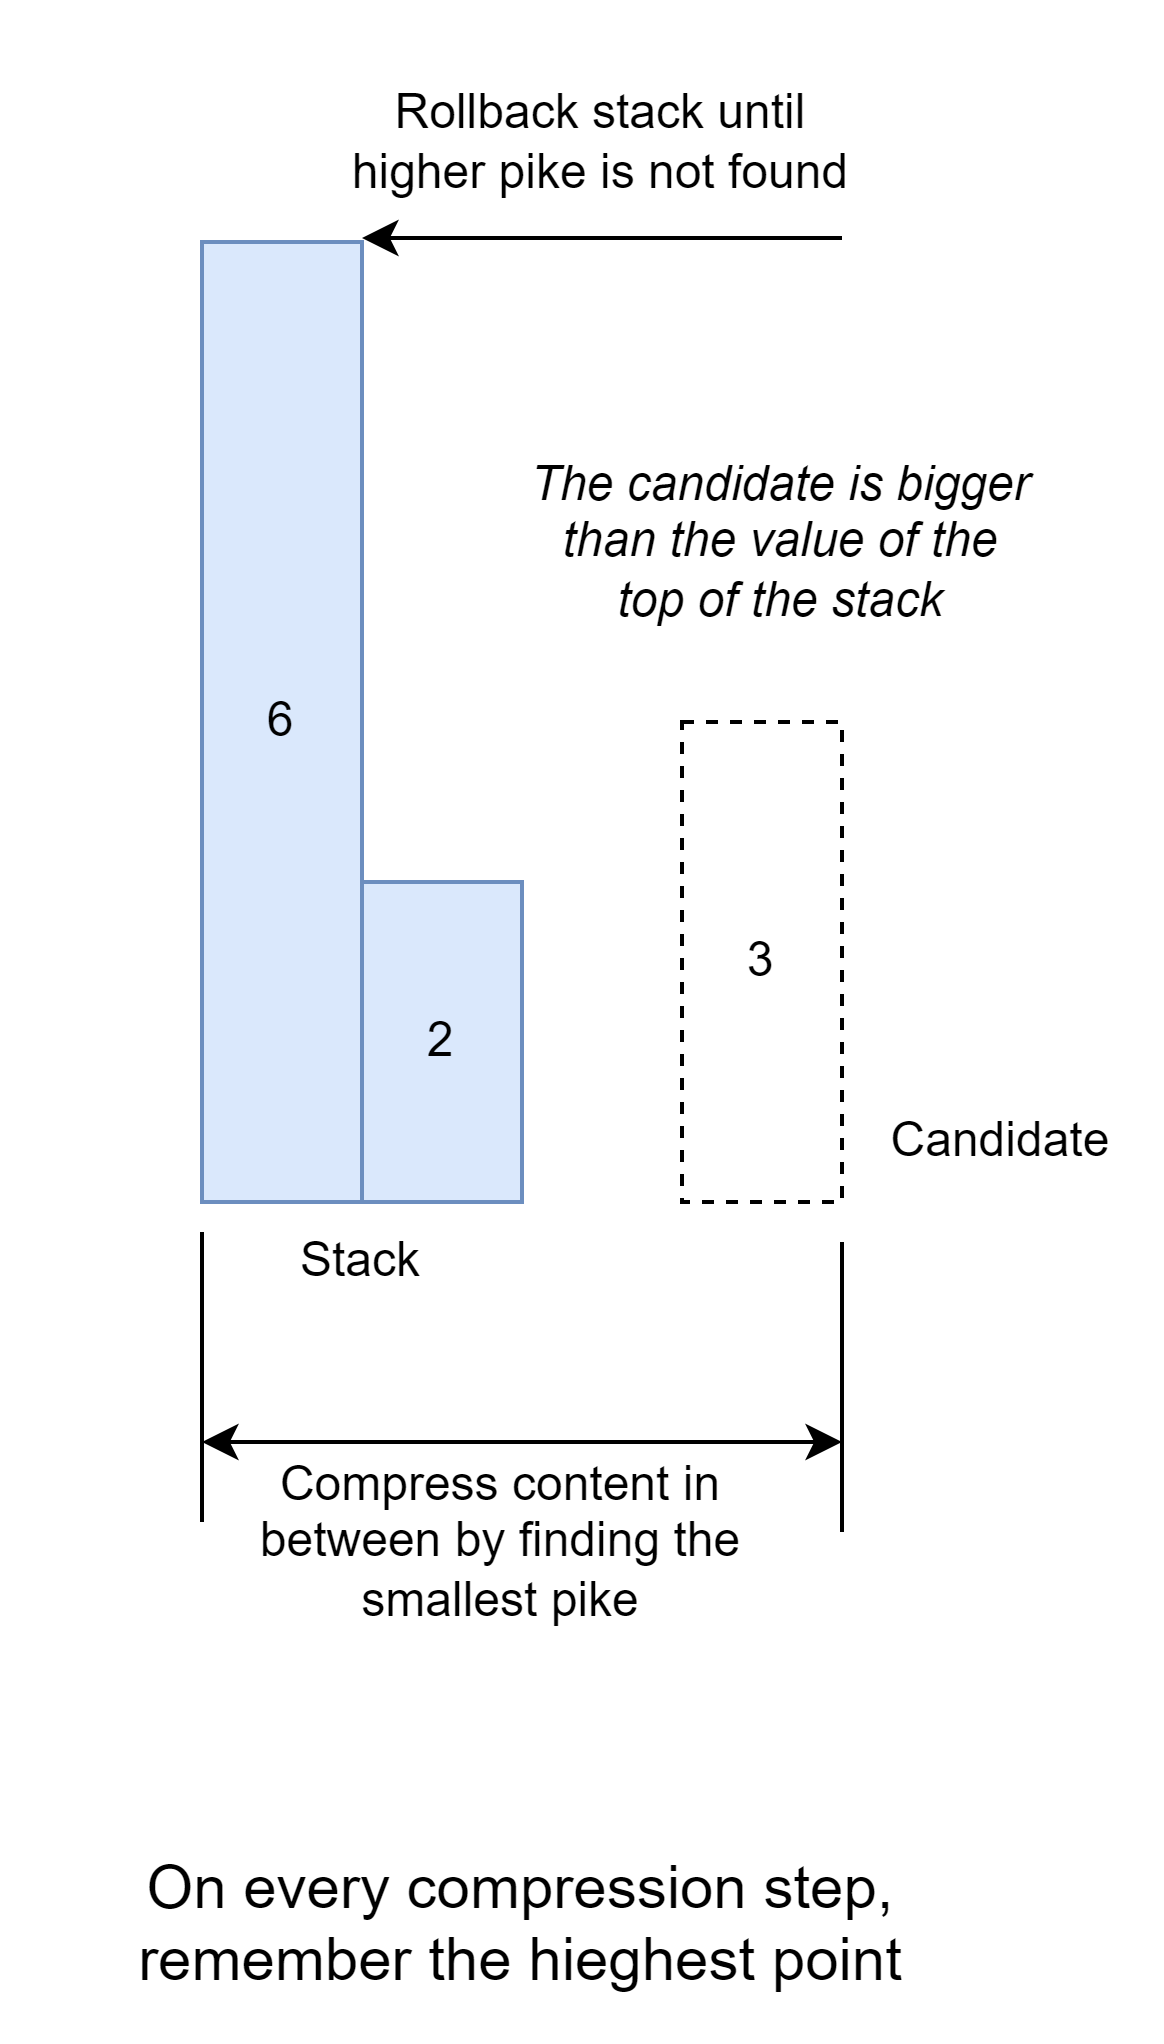 Rollback stack until
higher pike is not found
The candidate is bigger
than the value of the
top of the stack
6
3
2
Candidate
Stack
Compress content in
between by finding the
smallest pike
On every compression step,
remember the hieghest point